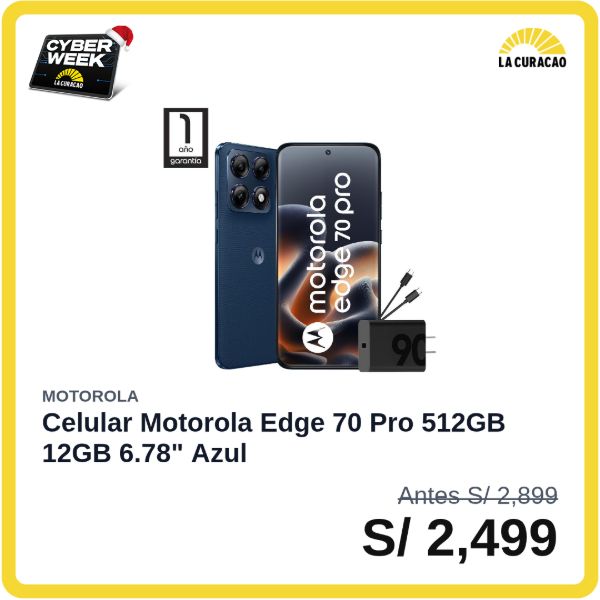 CYBER
WEEK
LA CURACAO
LA CURACAO
1
año
garantía
motorola
edge 70 pro
90
MOTOROLA
Celular Motorola Edge 70 Pro 512GB
12GB 6.78" Azul
Antes S/ 2,899
S/ 2,499